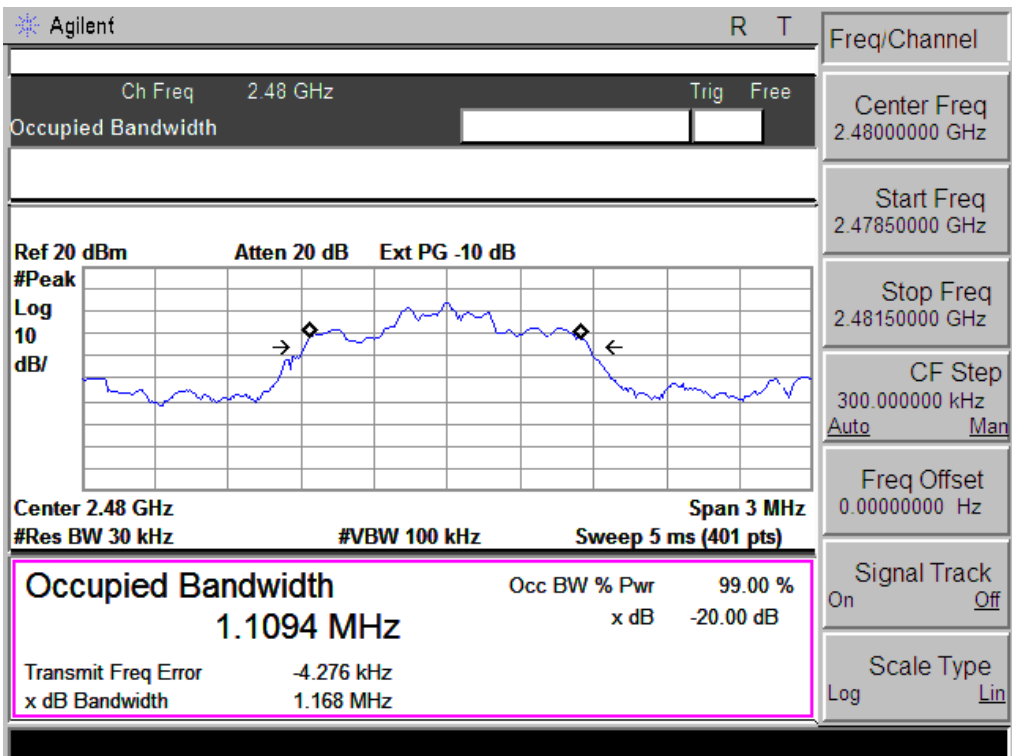 Agilent R T
Ch Freq 2.48 GHz Trig Free
Occupied Bandwidth
Ref 20 dBm Atten 20 dB Ext PG -10 dB
#Peak
Log
10
dB/
Center 2.48 GHz Span 3 MHz
#Res BW 30 kHz #VBW 100 kHz Sweep 5 ms (401 pts)
Occupied Bandwidth Occ BW % Pwr 99.00 %
1.1094 MHz x dB -20.00 dB
Transmit Freq Error -4.276 kHz
x dB Bandwidth 1.168 MHz
Freq/Channel
Center Freq
2.48000000 GHz
Start Freq
2.47850000 GHz
Stop Freq
2.48150000 GHz
CF Step
300.000000 kHz
Auto Man
Freq Offset
0.00000000 Hz
Signal Track
On Off
Scale Type
Log Lin